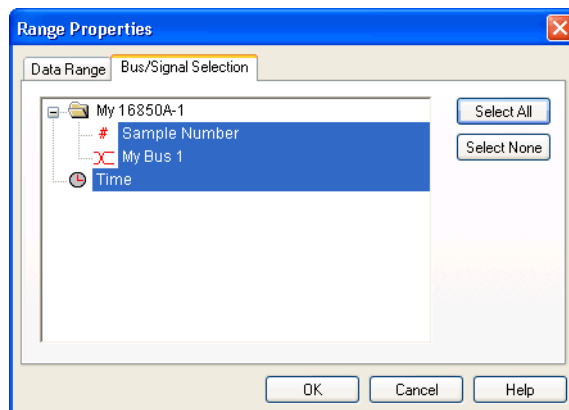 Range Properties
Data Range Bus/Signal Selection
My 16850A-1
# Sample Number
My Bus 1
Time
Select All
Select None
OK Cancel Help